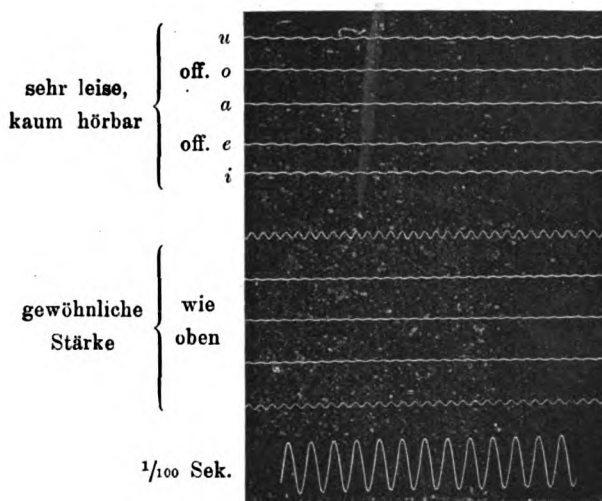 u
off. o
sehr leise,
kaum hörbar
a
off. e
i
gewöhnliche
Stärke
wie
oben
1/100 Sek.